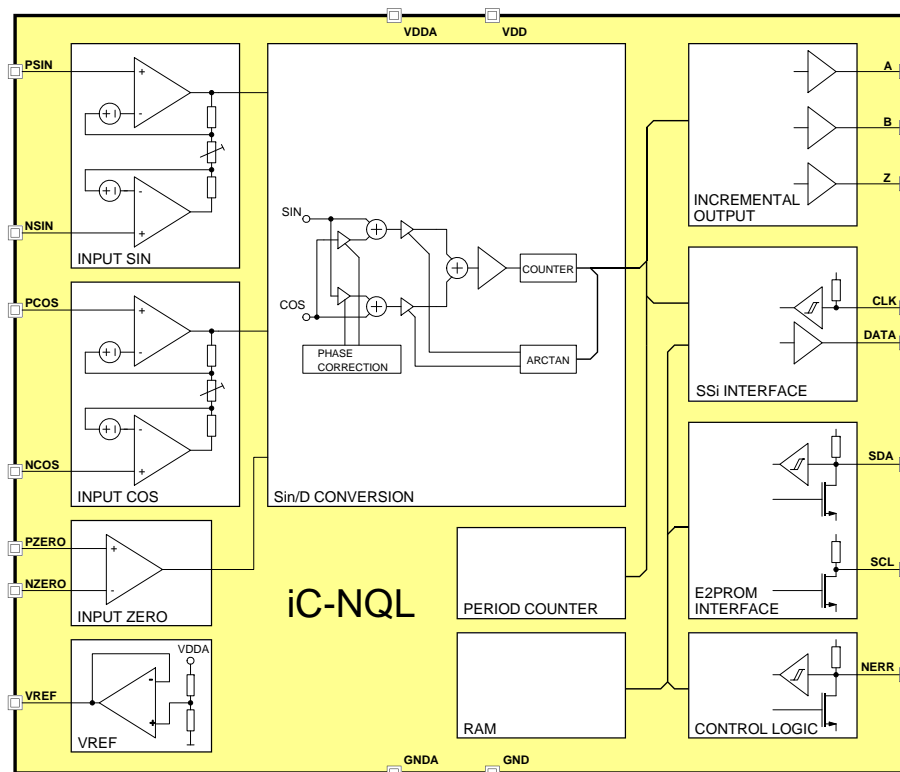 VDDA
VDD
PSIN
+
-
+
-
NSIN
+
INPUT SIN
PCOS
+
-
+
-
NCOS
+
INPUT COS
PZERO
+
NZERO
-
INPUT ZERO
VREF
VDDA
-
+
VREF
SIN
+
+
+
COS
COUNTER
PHASE
CORRECTION
ARCTAN
Sin/D CONVERSION
iC-NQL
PERIOD COUNTER
RAM
A
B
Z
INCREMENTAL
OUTPUT
CLK
DATA
SSi INTERFACE
SDA
SCL
E2PROM
INTERFACE
NERR
CONTROL LOGIC
GNDA
GND